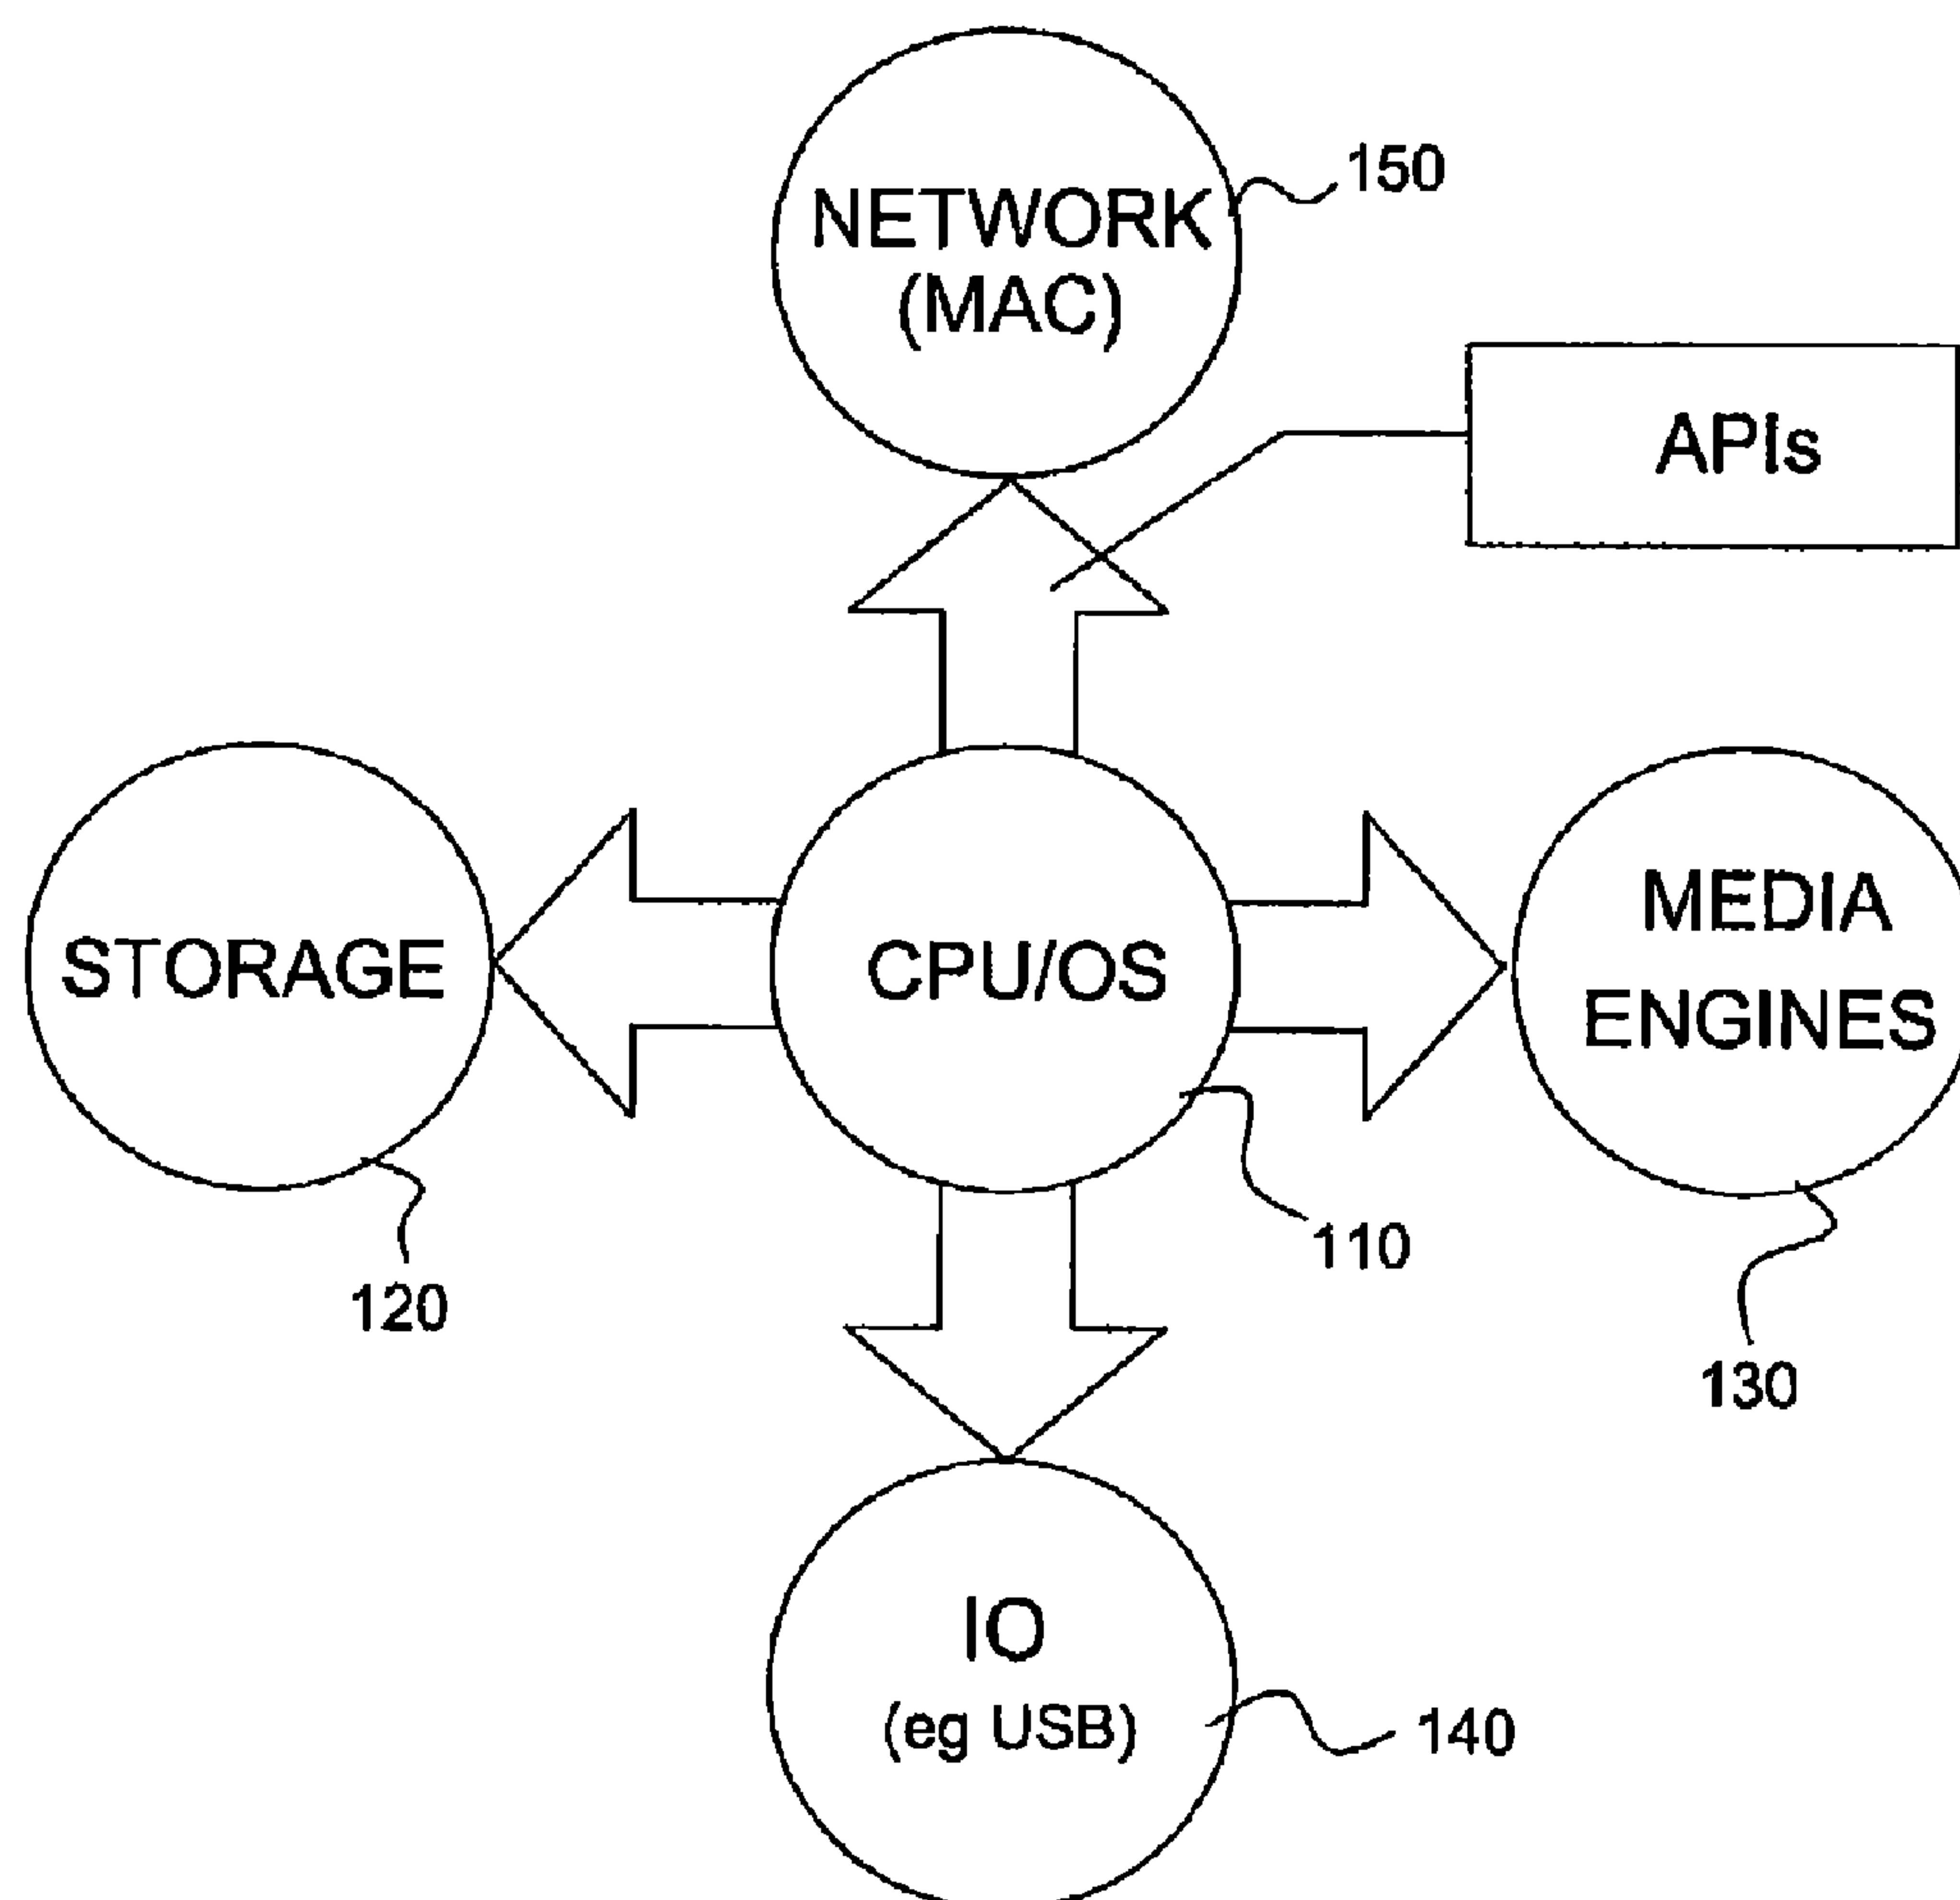 150
NETWORK
(MAC)
APIs
STORAGE
CPU/OS
MEDIA
ENGINES
110
120
130
IO
(eg USB)
140